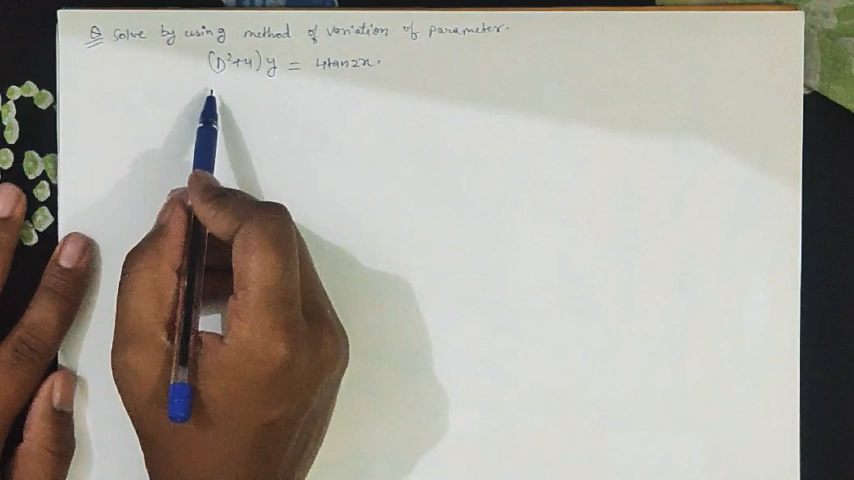 Q Solve by using method of variation of parameter.
(D²+4)y = 4tan2x.